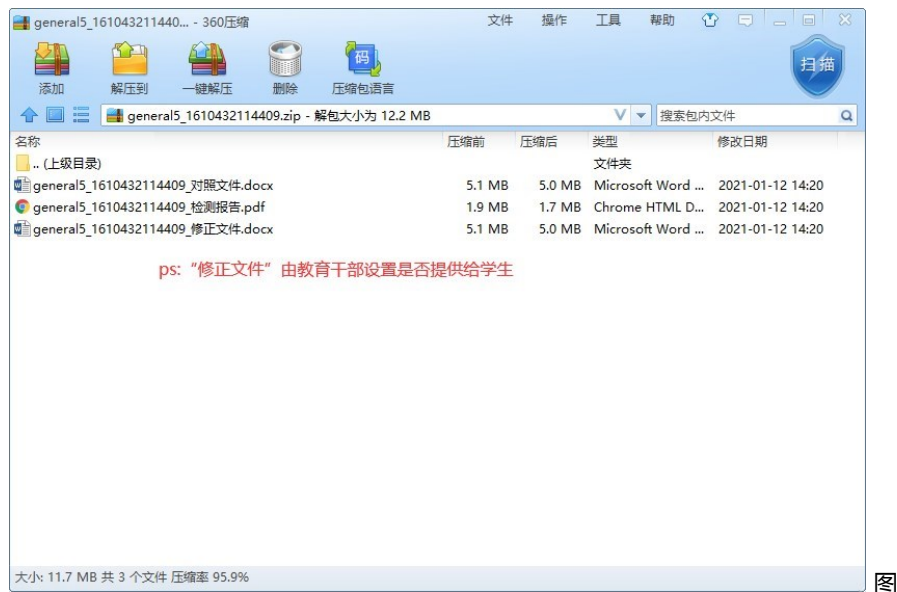 general5_161043211440... - 360压缩 文件 操作 工具 帮助
添加 解压到 一键解压 删除 码 压缩包语言 扫描
general5_1610432114409.zip - 解包大小为 12.2 MB 搜索包内文件
名称 压缩前 压缩后 类型 修改日期
.. (上级目录) 文件夹
general5_1610432114409_对照文件.docx 5.1 MB 5.0 MB Microsoft Word ... 2021-01-12 14:20
general5_1610432114409_检测报告.pdf 1.9 MB 1.7 MB Chrome HTML D... 2021-01-12 14:20
general5_1610432114409_修正文件.docx 5.1 MB 5.0 MB Microsoft Word ... 2021-01-12 14:20
ps:“修正文件”由教育干部设置是否提供给学生
大小: 11.7 MB 共 3 个文件 压缩率 95.9%
图